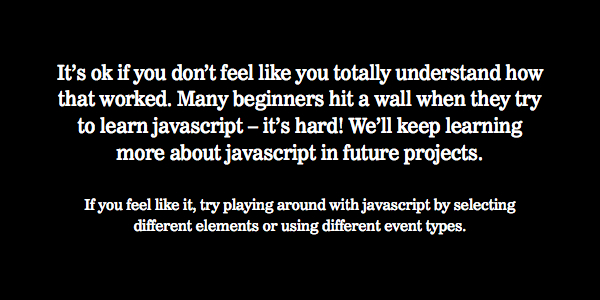 It’s ok if you don’t feel like you totally understand how
that worked. Many beginners hit a wall when they try
to learn javascript – it’s hard! We’ll keep learning
more about javascript in future projects.
If you feel like it, try playing around with javascript by selecting
different elements or using different event types.